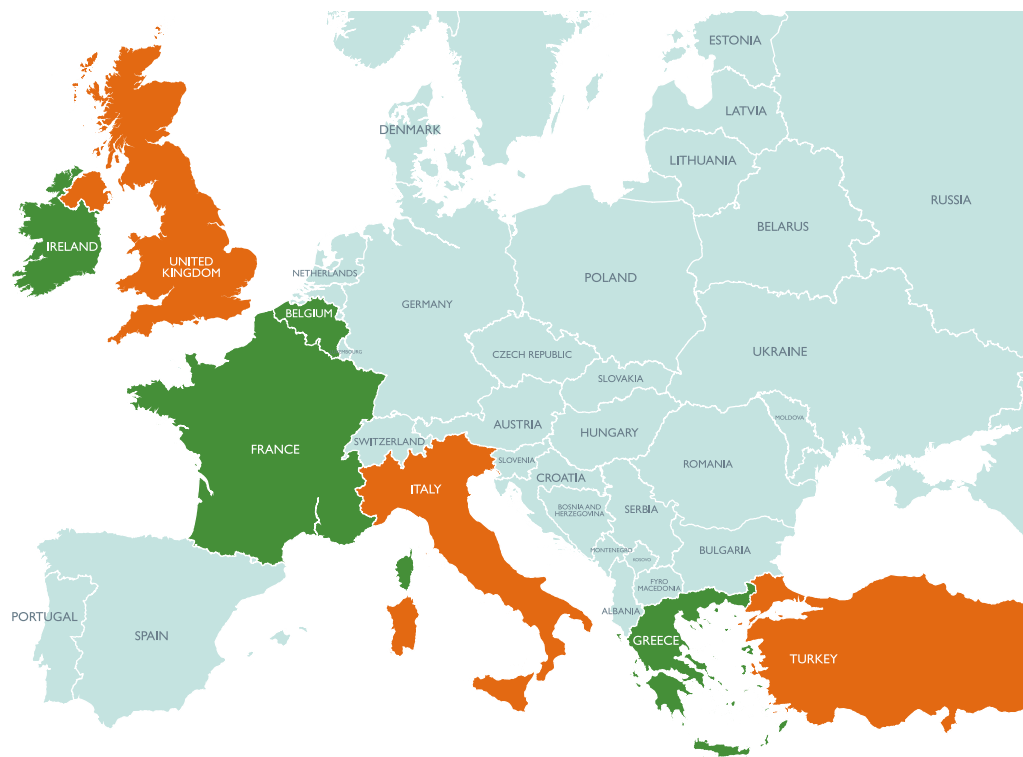 ESTONIA
LATVIA
DENMARK
LITHUANIA
RUSSIA
BELARUS
IRELAND
UNITED
KINGDOM
NETHERLANDS
POLAND
GERMANY
BELGIUM
UKRAINE
CZECH REPUBLIC
SLOVAKIA
MOLDOVA
AUSTRIA
HUNGARY
SWITZERLAND
FRANCE
SLOVENIA
ROMANIA
CROATIA
ITALY
BOSNIA AND
HERZEGOVINA
SERBIA
MONTENEGRO
BULGARIA
KOSOVO
FYRO
MACEDONIA
ALBANIA
PORTUGAL
SPAIN
GREECE
TURKEY